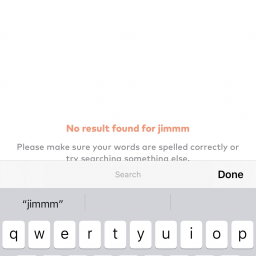 No result found for jimmm
Please make sure your words are spelled correctly or
try searching something else.
Search Done
“jimmm”
q w e r t y u i o p